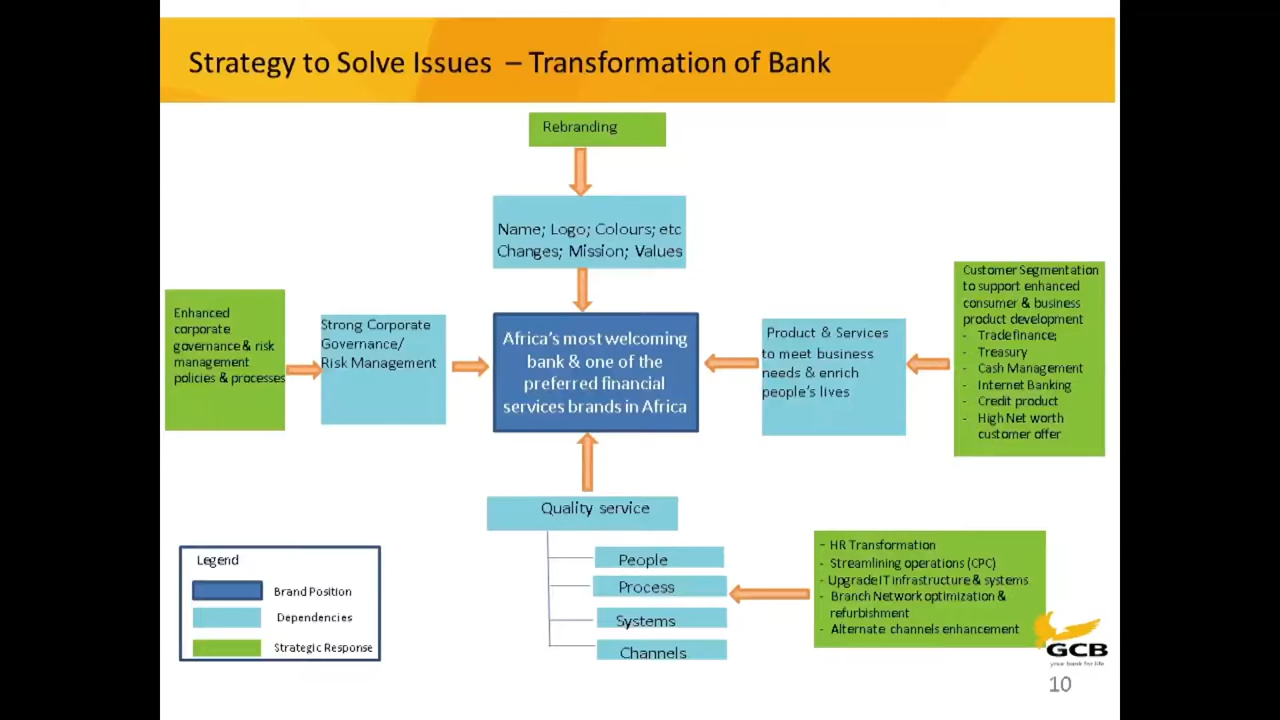 Strategy to Solve Issues – Transformation of Bank
Rebranding
Name; Logo; Colours; etc
Changes; Mission; Values
Enhanced
corporate
governance & risk
management
policies & processes
Strong Corporate
Governance/
Risk Management
Africa's most welcoming
bank & one of the
preferred financial
services brands in Africa
Product & Services
to meet business
needs & enrich
people's lives
Customer Segmentation
to support enhanced
consumer & business
product development
- Trade finance;
- Treasury
- Cash Management
- Internet Banking
- Credit product
- High Net worth
customer offer
Quality service
People
Process
Systems
Channels
- HR Transformation
- Streamlining operations (CPC)
- Upgrade IT infrastructure & systems
- Branch Network optimization &
refurbishment
- Alternate channels enhancement
Legend
Brand Position
Dependencies
Strategic Response
GCB
your bank for life
10